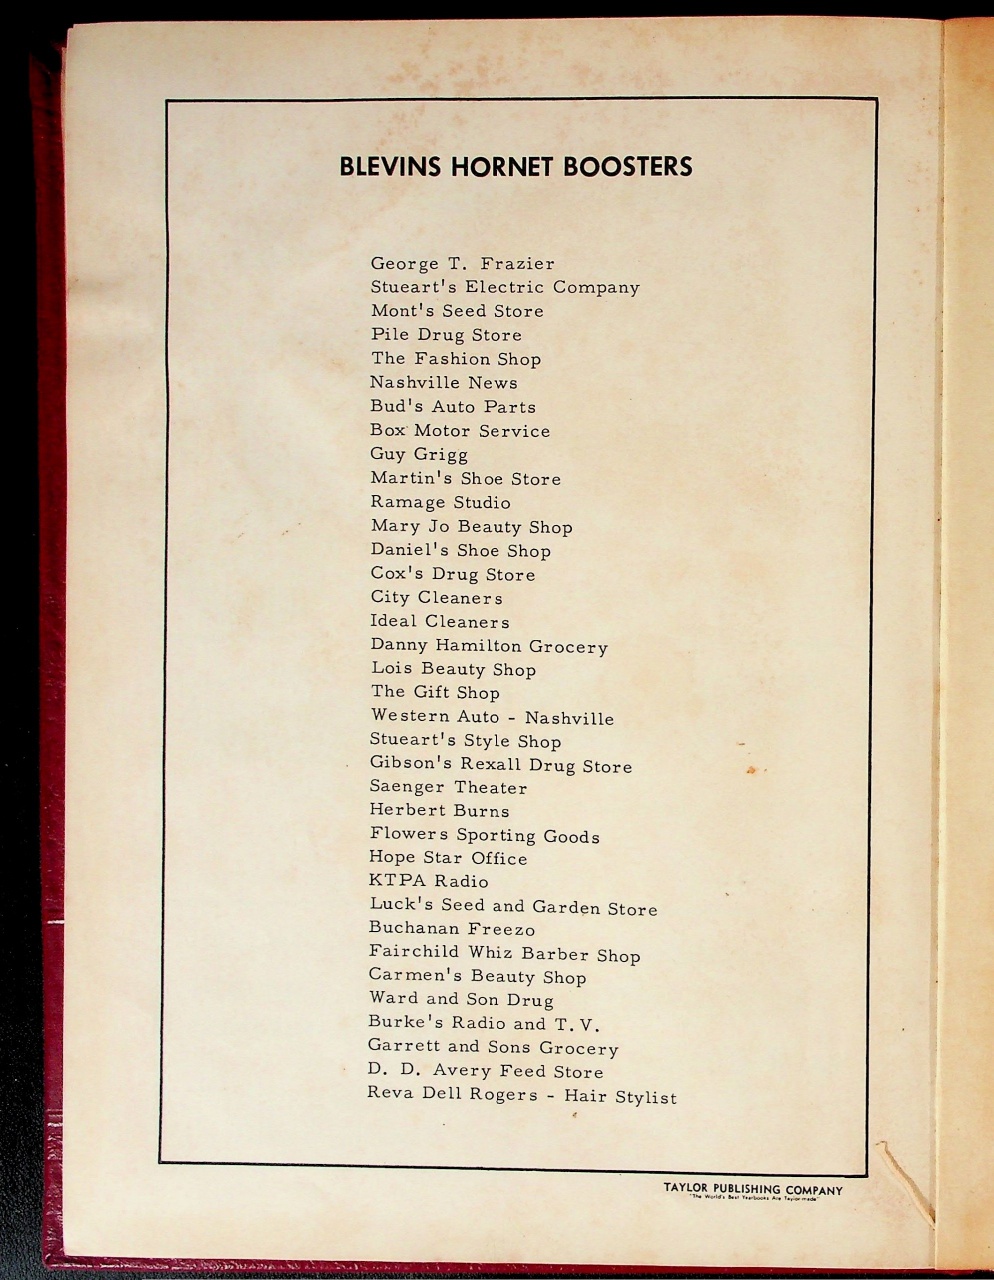 BLEVINS HORNET BOOSTERS
George T. Frazier
Stueart's Electric Company
Mont's Seed Store
Pile Drug Store
The Fashion Shop
Nashville News
Bud's Auto Parts
Box Motor Service
Guy Grigg
Martin's Shoe Store
Ramage Studio
Mary Jo Beauty Shop
Daniel's Shoe Shop
Cox's Drug Store
City Cleaners
Ideal Cleaners
Danny Hamilton Grocery
Lois Beauty Shop
The Gift Shop
Western Auto - Nashville
Stueart's Style Shop
Gibson's Rexall Drug Store
Saenger Theater
Herbert Burns
Flowers Sporting Goods
Hope Star Office
KTPA Radio
Luck's Seed and Garden Store
Buchanan Freezo
Fairchild Whiz Barber Shop
Carmen's Beauty Shop
Ward and Son Drug
Burke's Radio and T.V.
Garrett and Sons Grocery
D. D. Avery Feed Store
Reva Dell Rogers - Hair Stylist
TAYLOR PUBLISHING COMPANY
"The World's Best Yearbooks Are Taylor-made"